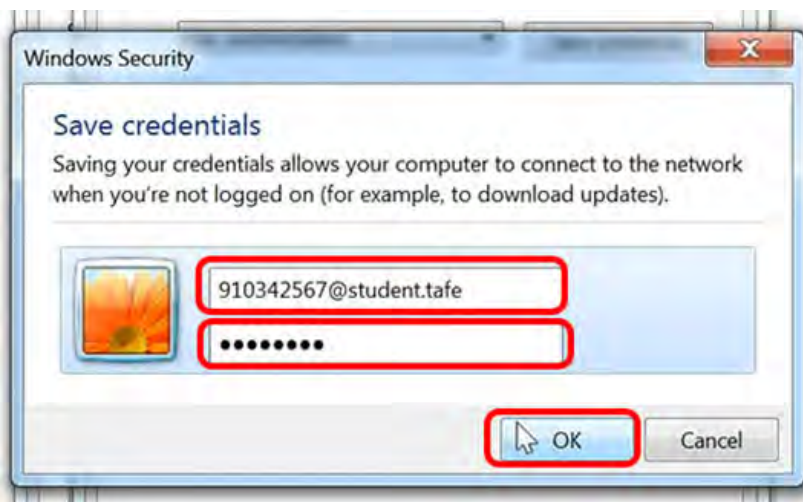 Windows Security
Save credentials
Saving your credentials allows your computer to connect to the network
when you're not logged on (for example, to download updates).
910342567@student.tafe
●●●●●●●●
OK
Cancel